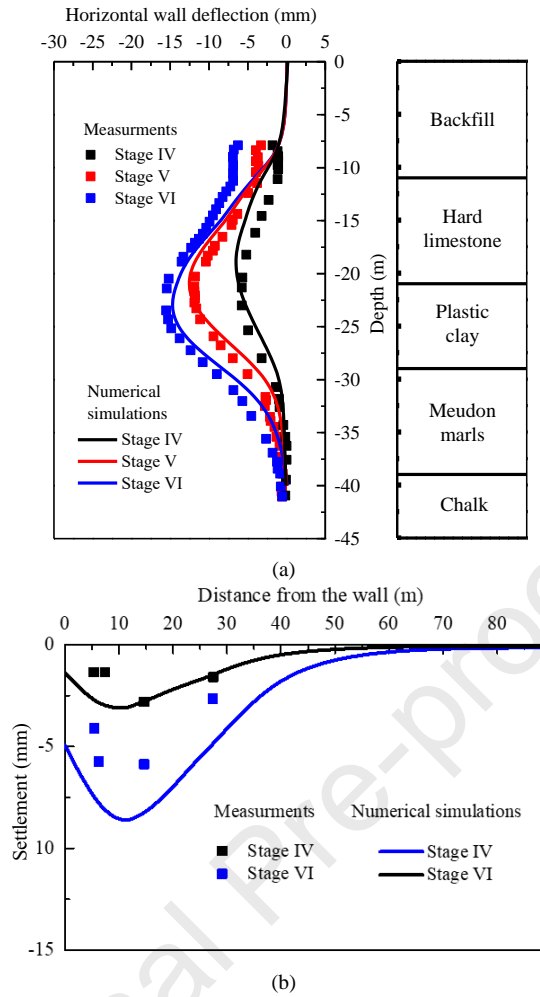 Horizontal wall deflection (mm)
-30 -25 -20 -15 -10 -5 0 5
-0
-5
-10
-15
-20
-25
-30
-35
-40
-45
Depth (m)
Measurments
Stage IV
Stage V
Stage VI
Numerical
simulations
Stage IV
Stage V
Stage VI
Backfill
Hard
limestone
Plastic
clay
Meudon
marls
Chalk
(a)
Distance from the wall (m)
0 10 20 30 40 50 60 70 80
0
-5
10
-15
Settlement (mm)
Measurments Numerical simulations
Stage IV Stage IV
Stage VI Stage VI
(b)
al Pre-proo